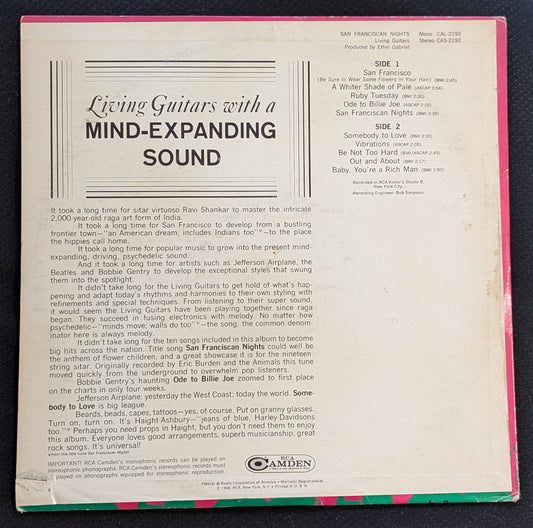 SAN FRANCISCAN NIGHTS Mono CAL-2192
Living Guitars Stereo CAS-2192
Produced by Ethel Gabriel
Living Guitars with a
MIND-EXPANDING
SOUND
SIDE 1
San Francisco
(Be Sure to Wear Some Flowers in Your Hair) (BMI 2:45)
A Whiter Shade of Pale (ASCAP 3:56)
Ruby Tuesday (BMI 2:30)
Ode to Billie Joe (ASCAP 2:25)
San Franciscan Nights (BMI 3:38)
SIDE 2
Somebody to Love (BMI 3:00)
Vibrations (ASCAP 2:05)
Be Not Too Hard (BW/ASCAP 2:45)
Out and About (BMI 2:17)
Baby, You're a Rich Man (BMI 1:50)
Recorded in RCA Victor's Studio B,
New York City.
Recording Engineer: Bob Simpson.
It took a long time for sitar virtuoso Ravi Shankar to master the intricate
2,000-year-old raga art form of India.
It took a long time for San Francisco to develop from a bustling
frontier town—"an American dream; includes Indians too"*—to the place
the hippies call home.
It took a long time for popular music to grow into the present mind-
expanding, driving, psychedelic sound.
And it took a long time for artists such as Jefferson Airplane, the
Beatles and Bobbie Gentry to develop the exceptional styles that swung
them into the spotlight.
It didn't take long for the Living Guitars to get hold of what's hap-
pening and adapt today's rhythms and harmonies to their own styling with
refinements and special techniques. From listening to their super sound,
it would seem the Living Guitars have been playing together since raga
began. They succeed in fusing electronics with melody. No matter how
psychedelic—"minds move; walls do too"*—the song, the common denom-
inator here is always melody.
It didn't take long for the ten songs included in this album to become
big hits across the nation. Title song San Franciscan Nights could well be
the anthem of flower children, and a great showcase it is for the nineteen-
string sitar. Originally recorded by Eric Burden and the Animals this tune
moved quickly from the underground to overwhelm pop listeners.
Bobbie Gentry's haunting Ode to Billie Joe zoomed to first place
on the charts in only four weeks.
Jefferson Airplane: yesterday the West Coast; today the world. Some-
body to Love is big league.
Beards, beads, capes, tattoos—yes, of course. Put on granny glasses.
Turn on, turn on. It's Haight-Ashbury—"jeans of blue, Harley-Davidsons
too."* Perhaps you need props in Haight, but you don't need them to enjoy
this album. Everyone loves good arrangements, superb musicianship, great
rock songs. It's universal!
*from the title tune San Franciscan Nights
IMPORTANT! RCA Camden's monophonic records can be played on
stereophonic phonographs. RCA Camden's stereophonic records must
be played on phonographs equipped for stereophonic reproduction.
RCA
CAMDEN
TMK(S) ® Radio Corporation of America • Marca(s) Registrada(s)
© 1968, RCA, New York, N.Y. • Printed in U.S.A.